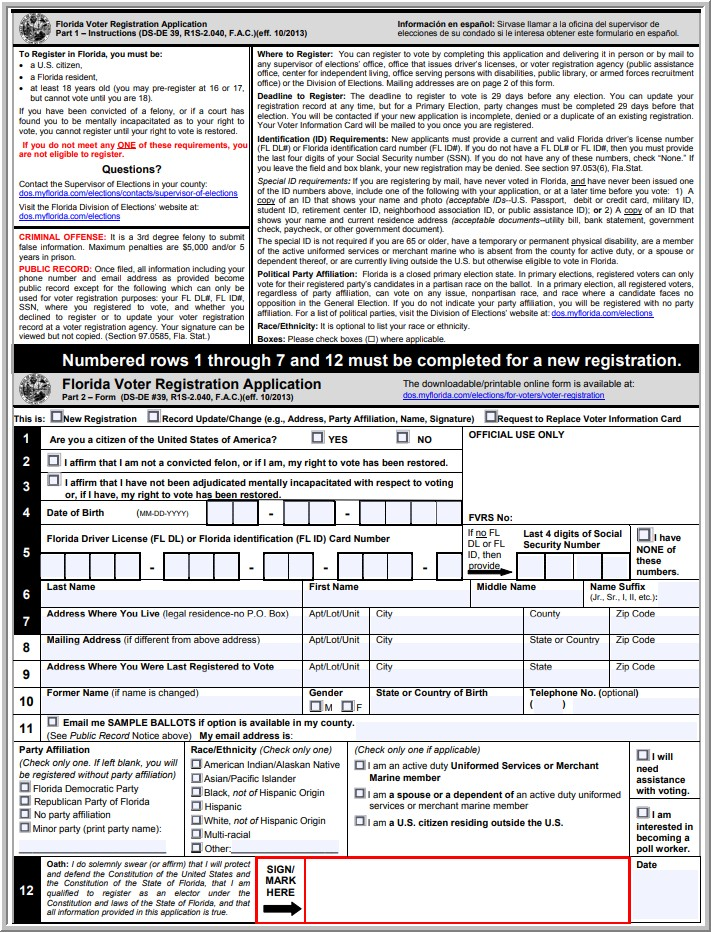 Florida Voter Registration Application
Part 1 – Instructions (DS-DE 39, R1S-2.040, F.A.C.)(eff. 10/2013)
Información en español: Sirvase llamar a la oficina del supervisor de
elecciones de su condado si le interesa obtener este formulario en español.
To Register in Florida, you must be:
• a U.S. citizen,
• a Florida resident,
• at least 18 years old (you may pre-register at 16 or 17,
but cannot vote until you are 18).
If you have been convicted of a felony, or if a court has
found you to be mentally incapacitated as to your right to
vote, you cannot register until your right to vote is restored.
If you do not meet any ONE of these requirements, you
are not eligible to register.
Questions?
Contact the Supervisor of Elections in your county:
dos.myflorida.com/elections/contacts/supervisor-of-elections
Visit the Florida Division of Elections' website at:
dos.myflorida.com/elections
CRIMINAL OFFENSE: It is a 3rd degree felony to submit
false information. Maximum penalties are $5,000 and/or 5
years in prison.
PUBLIC RECORD: Once filed, all information including your
phone number and email address as provided become
public record except for the following which can only be
used for voter registration purposes: your FL DL#, FL ID#,
SSN, where you registered to vote, and whether you
declined to register or to update your voter registration
record at a voter registration agency. Your signature can be
viewed but not copied. (Section 97.0585, Fla. Stat.)
Where to Register: You can register to vote by completing this application and delivering it in person or by mail to
any supervisor of elections' office, office that issues driver's licenses, or voter registration agency (public assistance
office, center for independent living, office serving persons with disabilities, public library, or armed forces recruitment
office) or the Division of Elections. Mailing addresses are on page 2 of this form.
Deadline to Register: The deadline to register to vote is 29 days before any election. You can update your
registration record at any time, but for a Primary Election, party changes must be completed 29 days before that
election. You will be contacted if your new application is incomplete, denied or a duplicate of an existing registration.
Your Voter Information Card will be mailed to you once you are registered.
Identification (ID) Requirements: New applicants must provide a current and valid Florida driver's license number
(FL DL#) or Florida identification card number (FL ID#). If you do not have a FL DL# or FL ID#, then you must provide
the last four digits of your Social Security number (SSN). If you do not have any of these numbers, check "None." If
you leave the field and box blank, your new registration may be denied. See section 97.053(6), Fla.Stat.
Special ID requirements: If you are registering by mail, have never voted in Florida, and have never been issued one
of the ID numbers above, include one of the following with your application, or at a later time before you vote: 1) A
copy of an ID that shows your name and photo (acceptable IDs--U.S. Passport, debit or credit card, military ID,
student ID, retirement center ID, neighborhood association ID, or public assistance ID); or 2) A copy of an ID that
shows your name and current residence address (acceptable documents--utility bill, bank statement, government
check, paycheck, or other government document).
The special ID is not required if you are 65 or older, have a temporary or permanent physical disability, are a member
of the active uniformed services or merchant marine who is absent from the county for active duty, or a spouse or
dependent thereof, or are currently living outside the U.S. but otherwise eligible to vote in Florida.
Political Party Affiliation: Florida is a closed primary election state. In primary elections, registered voters can only
vote for their registered party's candidates in a partisan race on the ballot. In a primary election, all registered voters,
regardless of party affiliation, can vote on any issue, nonpartisan race, and race where a candidate faces no
opposition in the General Election. If you do not indicate your party affiliation, you will be registered with no party
affiliation. For a list of political parties, visit the Division of Elections' website at: dos.myflorida.com/elections
Race/Ethnicity: It is optional to list your race or ethnicity.
Boxes: Please check boxes (☐) where applicable.
Numbered rows 1 through 7 and 12 must be completed for a new registration.
Florida Voter Registration Application
Part 2 – Form (DS-DE #39, R1S-2.040, F.A.C.)(eff. 10/2013)
The downloadable/printable online form is available at:
dos.myflorida.com/elections/for-voters/voter-registration
This is: ☐ New Registration ☐ Record Update/Change (e.g., Address, Party Affiliation, Name, Signature) ☐ Request to Replace Voter Information Card
1 Are you a citizen of the United States of America? ☐ YES ☐ NO
OFFICIAL USE ONLY
2 ☐ I affirm that I am not a convicted felon, or if I am, my right to vote has been restored.
3 ☐ I affirm that I have not been adjudicated mentally incapacitated with respect to voting
or, if I have, my right to vote has been restored.
4 Date of Birth (MM-DD-YYYY) - -
FVRS No:
5 Florida Driver License (FL DL) or Florida identification (FL ID) Card Number
- - - -
If no FL
DL or FL
ID, then
provide
Last 4 digits of Social
Security Number
☐ I have
NONE of
these
numbers.
6 Last Name First Name Middle Name Name Suffix
(Jr., Sr., I, II, etc.):
7 Address Where You Live (legal residence-no P.O. Box) Apt/Lot/Unit City County Zip Code
8 Mailing Address (if different from above address) Apt/Lot/Unit City State or Country Zip Code
9 Address Where You Were Last Registered to Vote Apt/Lot/Unit City State Zip Code
10 Former Name (if name is changed) Gender State or Country of Birth Telephone No. (optional)
☐ M ☐ F ( )
11 ☐ Email me SAMPLE BALLOTS if option is available in my county.
(See Public Record Notice above) My email address is:
Party Affiliation
(Check only one. If left blank, you will
be registered without party affiliation)
☐ Florida Democratic Party
☐ Republican Party of Florida
☐ No party affiliation
☐ Minor party (print party name):
Race/Ethnicity (Check only one)
☐ American Indian/Alaskan Native
☐ Asian/Pacific Islander
☐ Black, not of Hispanic Origin
☐ Hispanic
☐ White, not of Hispanic Origin
☐ Multi-racial
☐ Other:
(Check only one if applicable)
☐ I am an active duty Uniformed Services or Merchant
Marine member
☐ I am a spouse or a dependent of an active duty uniformed
services or merchant marine member
☐ I am a U.S. citizen residing outside the U.S.
☐ I will
need
assistance
with voting.
☐ I am
interested in
becoming a
poll worker.
12 Oath: I do solemnly swear (or affirm) that I will protect
and defend the Constitution of the United States and
the Constitution of the State of Florida, that I am
qualified to register as an elector under the
Constitution and laws of the State of Florida, and that
all information provided in this application is true.
SIGN/
MARK
HERE
Date